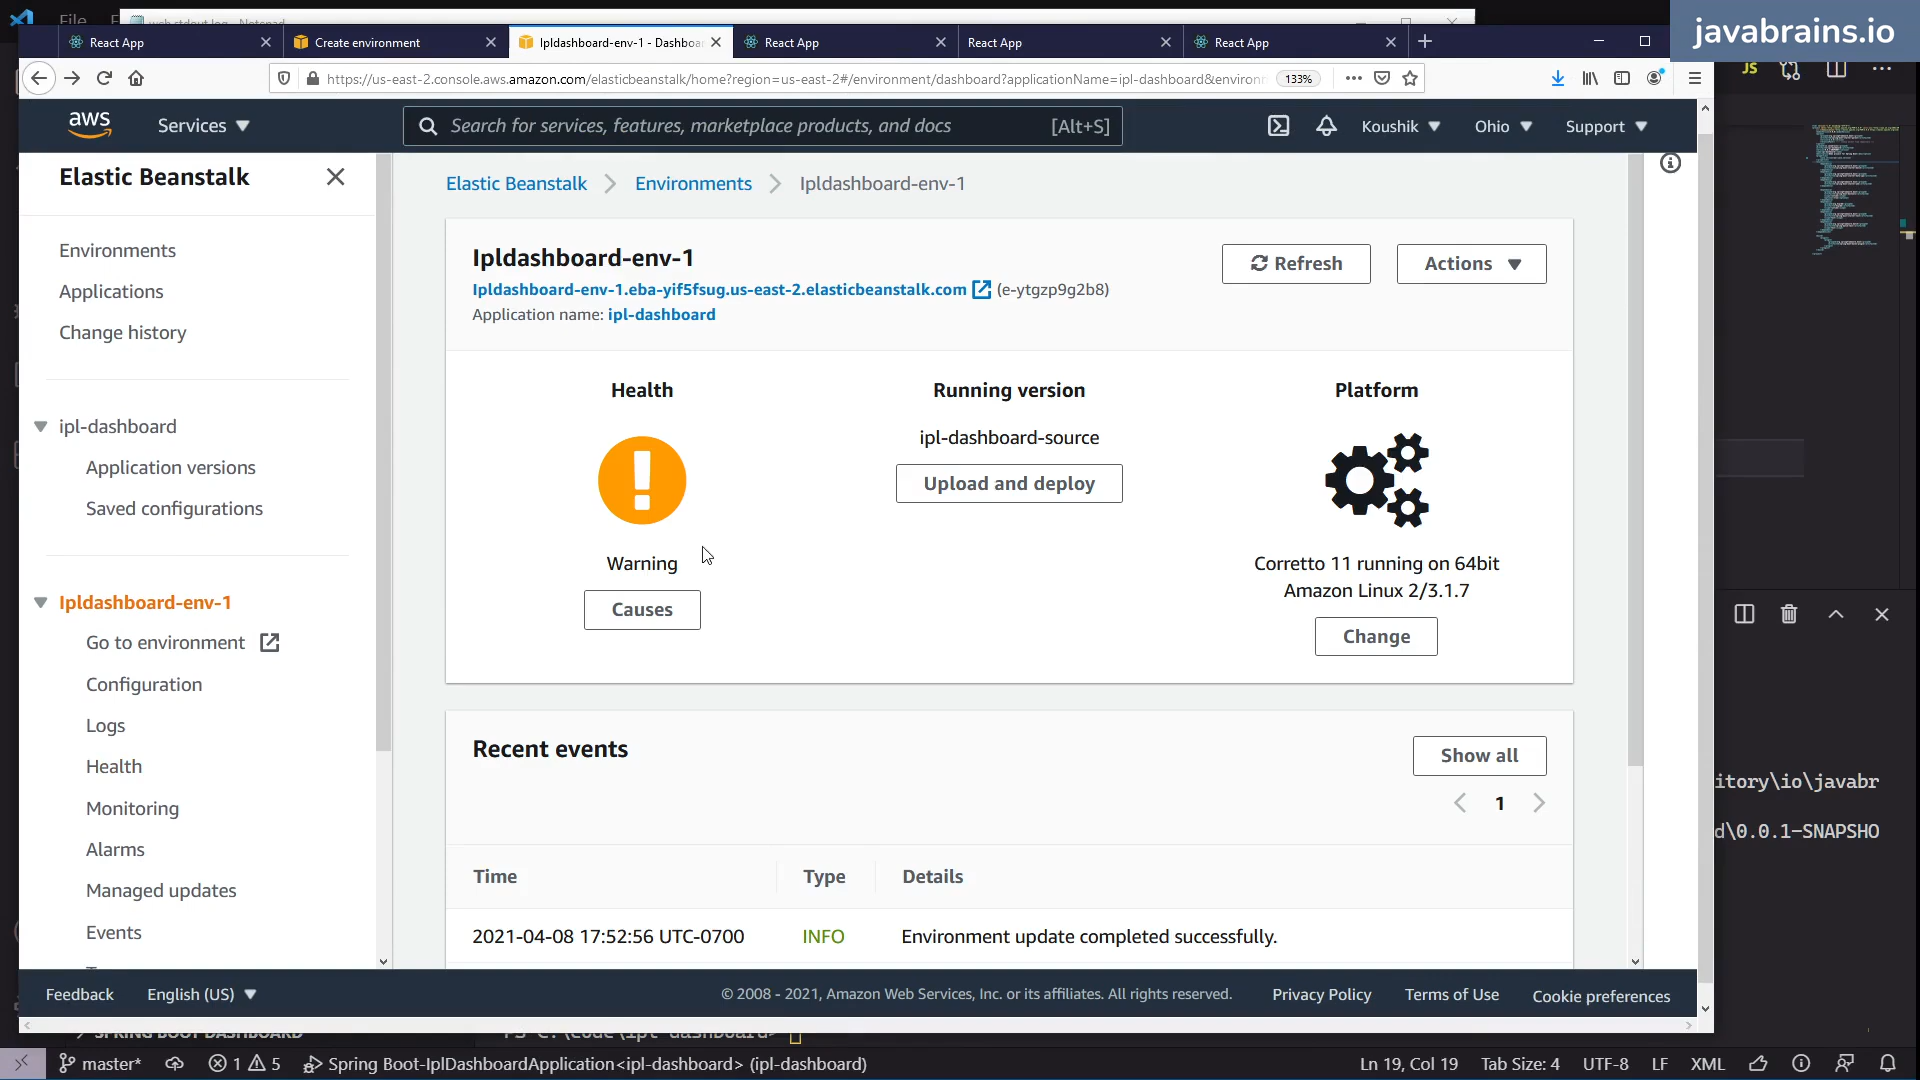 File
javabrains.io
React App
Create environment
Ipldashboard-env-1 - Dashboa
React App
React App
React App
https://us-east-2.console.aws.amazon.com/elasticbeanstalk/home?region=us-east-2#/environment/dashboard?applicationName=ipl-dashboard&environ
133%
JS
aws
Services
Search for services, features, marketplace products, and docs
[Alt+S]
Koushik
Ohio
Support
Elastic Beanstalk
Environments
Applications
Change history
ipl-dashboard
Application versions
Saved configurations
Ipldashboard-env-1
Go to environment
Configuration
Logs
Health
Monitoring
Alarms
Managed updates
Events
Elastic Beanstalk
Environments
Ipldashboard-env-1
Ipldashboard-env-1
Ipldashboard-env-1.eba-yif5fsug.us-east-2.elasticbeanstalk.com (e-ytgzp9g2b8)
Application name: ipl-dashboard
Refresh
Actions
Health
Warning
Causes
Running version
ipl-dashboard-source
Upload and deploy
Platform
Corretto 11 running on 64bit
Amazon Linux 2/3.1.7
Change
Recent events
Show all
1
Time
Type
Details
2021-04-08 17:52:56 UTC-0700
INFO
Environment update completed successfully.
itory\io\javabr
d\0.0.1-SNAPSHO
Feedback
English (US)
© 2008 - 2021, Amazon Web Services, Inc. or its affiliates. All rights reserved.
Privacy Policy
Terms of Use
Cookie preferences
SPRING BOOT DASHBOARD
PS C:\code\ipl-dashboard>
master*
1
5
Spring Boot-IplDashboardApplication<ipl-dashboard> (ipl-dashboard)
Ln 19, Col 19
Tab Size: 4
UTF-8
LF
XML